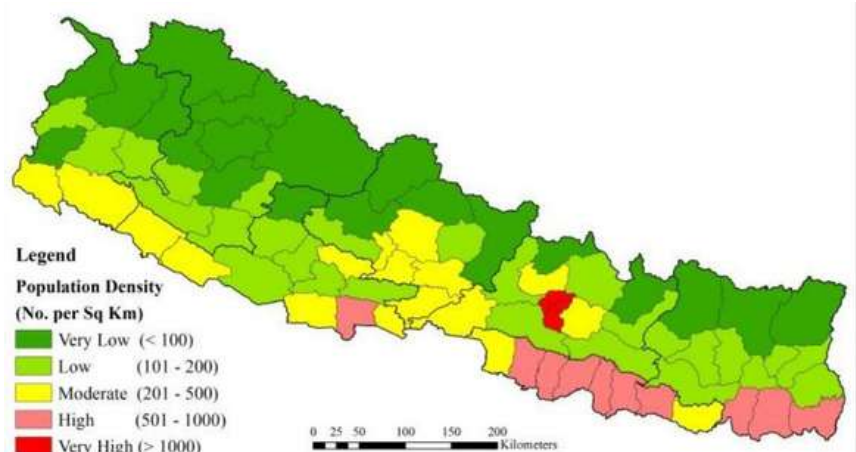 Legend
Population Density
(No. per Sq Km)
Very Low (< 100)
Low (101 - 200)
Moderate (201 - 500)
High (501 - 1000)
Very High (> 1000)
0 25 50 100 150 200
Kilometers